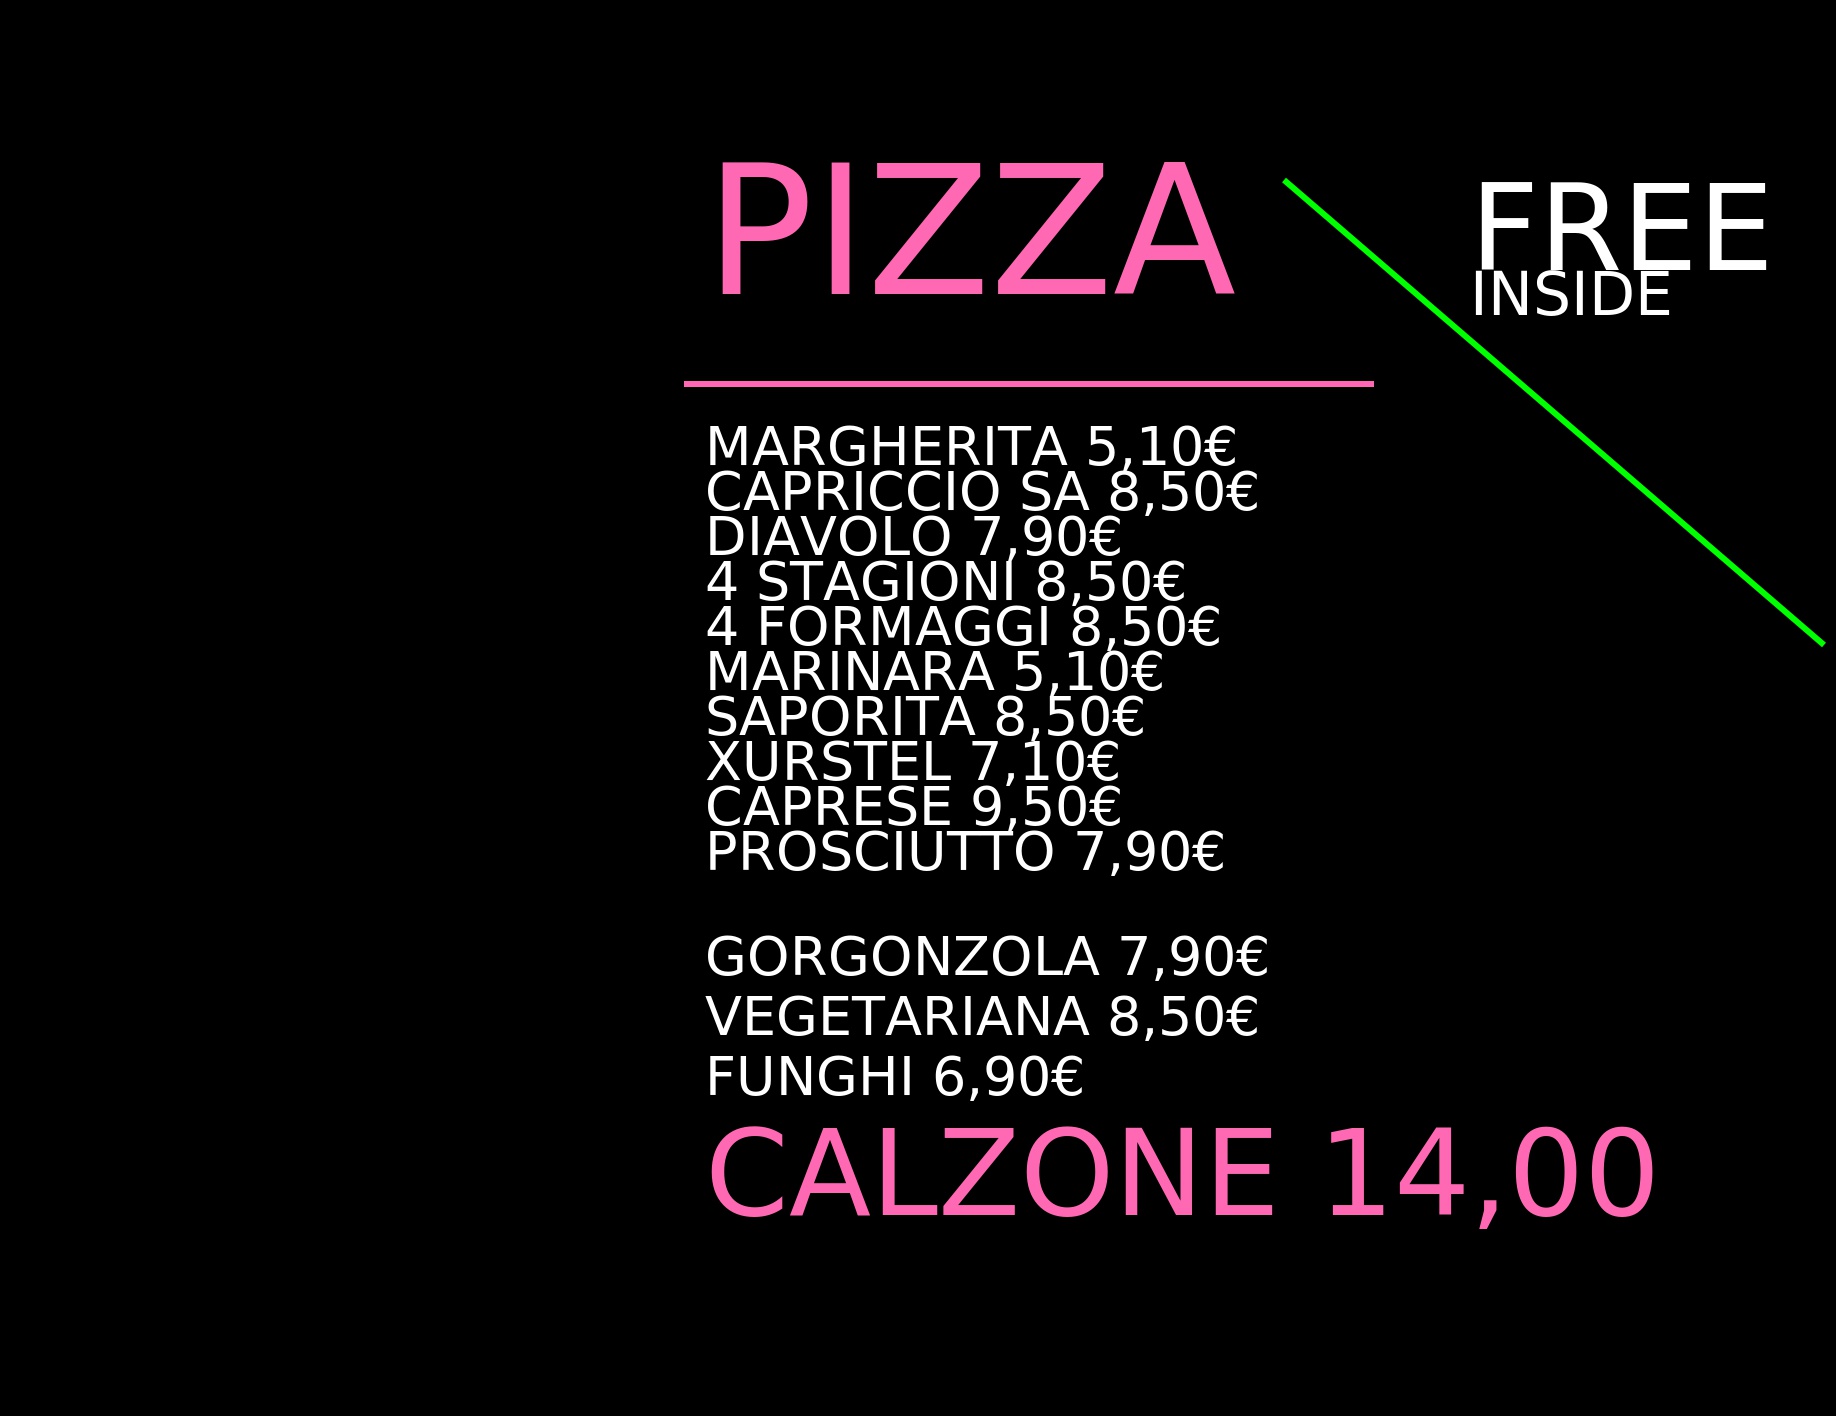 PIZZA
FREE
INSIDE
MARGHERITA 5,10€
CAPRICCIO SA 8,50€
DIAVOLO 7,90€
4 STAGIONI 8,50€
4 FORMAGGI 8,50€
MARINARA 5,10€
SAPORITA 8,50€
XURSTEL 7,10€
CAPRESE 9,50€
PROSCIUTTO 7,90€
GORGONZOLA 7,90€
VEGETARIANA 8,50€
FUNGHI 6,90€
CALZONE 14,00